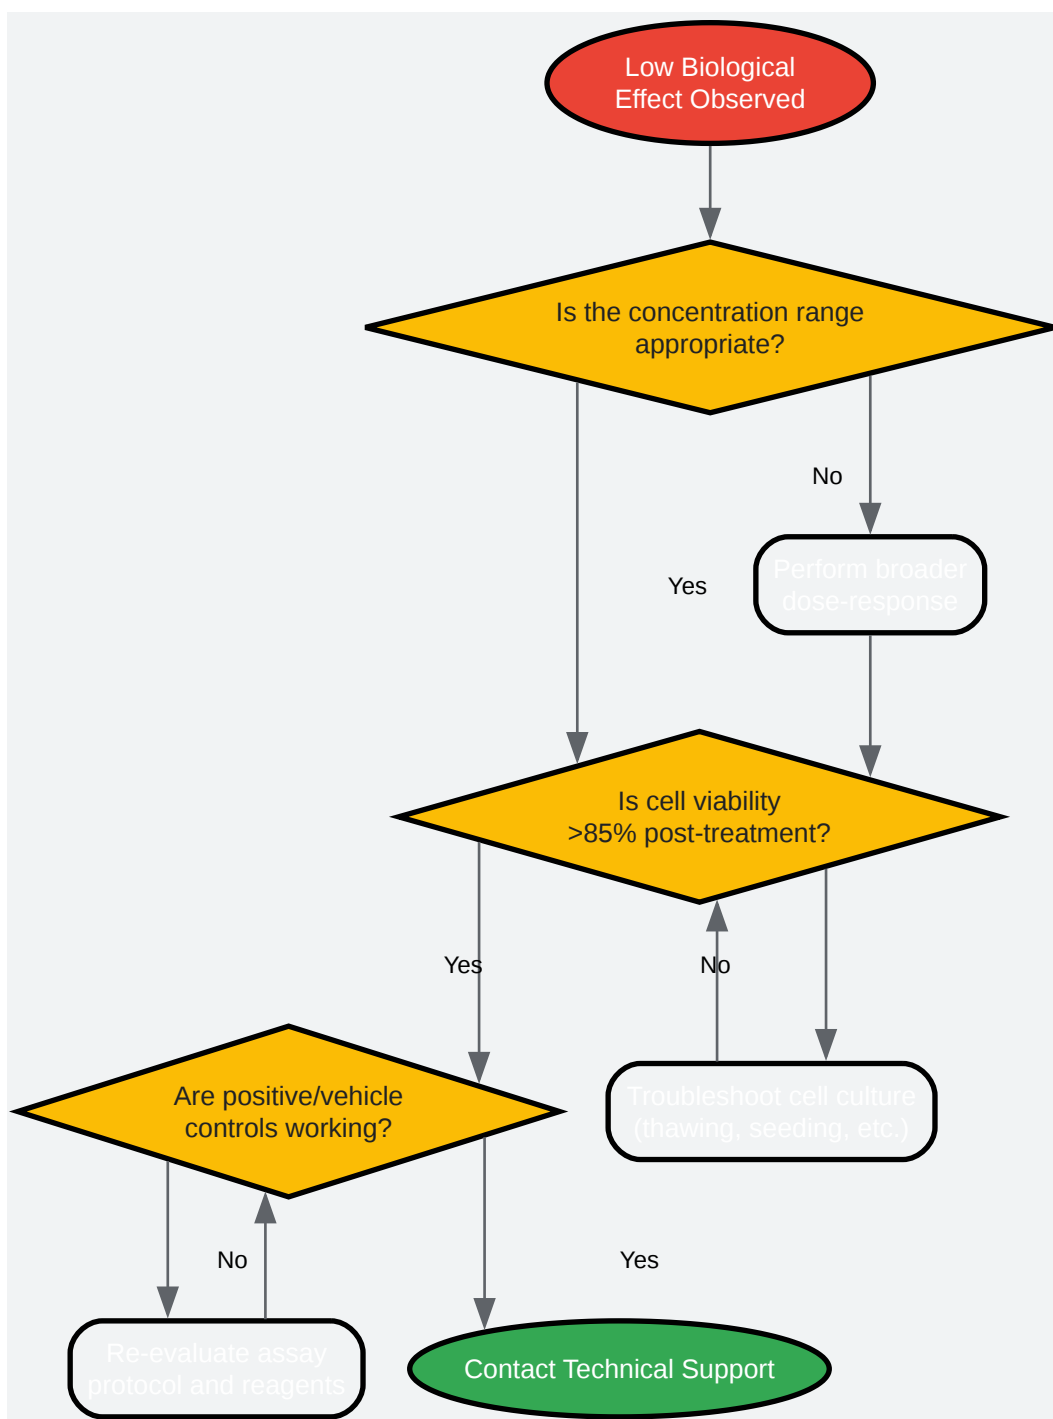 Low Biological
Effect Observed
Is the concentration range
appropriate?
No
Yes
Perform broader
dose-response
Is cell viability
>85% post-treatment?
Yes
No
Are positive/vehicle
controls working?
Troubleshoot cell culture
(thawing, seeding, etc.)
No
Yes
Re-evaluate assay
protocol and reagents
Contact Technical Support